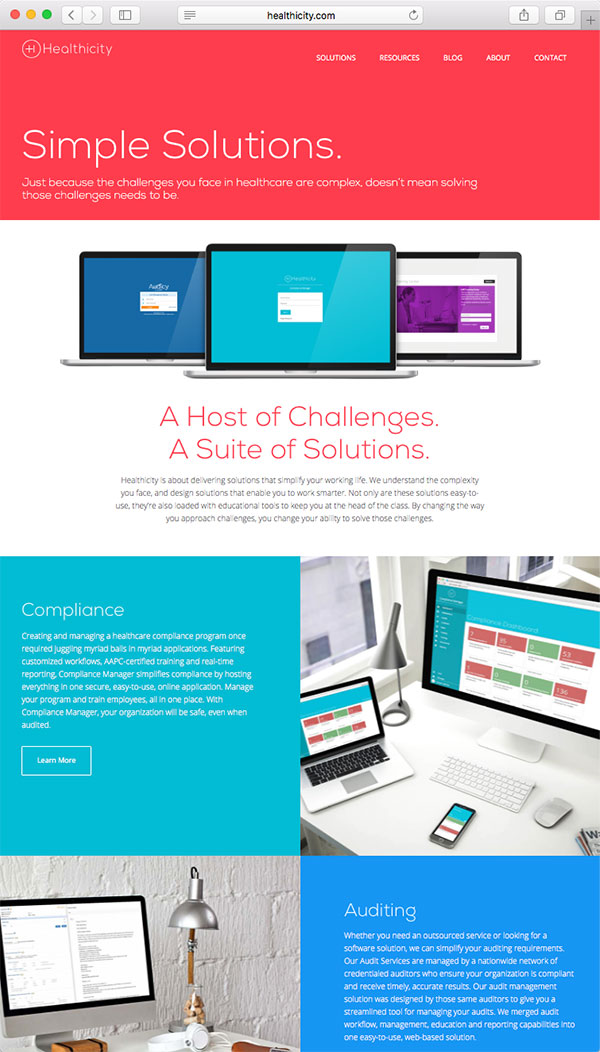 healthicity.com
Healthicity
SOLUTIONS RESOURCES BLOG ABOUT CONTACT
Simple Solutions.
Just because the challenges you face in healthcare are complex, doesn't mean solving
those challenges needs to be.
Healthicity
A Host of Challenges.
A Suite of Solutions.
Healthicity is about delivering solutions that simplify your working life. We understand the complexity
you face, and design solutions that enable you to work smarter. Not only are these solutions easy-to-
use, they're also loaded with educational tools to keep you at the head of the class. By changing the way
you approach challenges, you change your ability to solve those challenges.
Compliance
Creating and managing a healthcare compliance program once
required juggling myriad balls in myriad applications. Featuring
customized workflows, AAPC-certified training and real-time
reporting, Compliance Manager simplifies compliance by hosting
everything in one secure, easy-to-use, online application. Manage
your program and train employees, all in one place. With
Compliance Manager, your organization will be safe, even when
audited.
Learn More
Compliance Dashboard
7 35 0 53
136
Auditing
Whether you need an outsourced service or looking for a
software solution, we can simplify your auditing requirements.
Our Audit Services are managed by a nationwide network of
credentialed auditors who ensure your organization is compliant
and receive timely, accurate results. Our audit management
solution was designed by those same auditors to give you a
streamlined tool for managing your audits. We merged audit
workflow, management, education and reporting capabilities into
one easy-to-use, web-based solution.